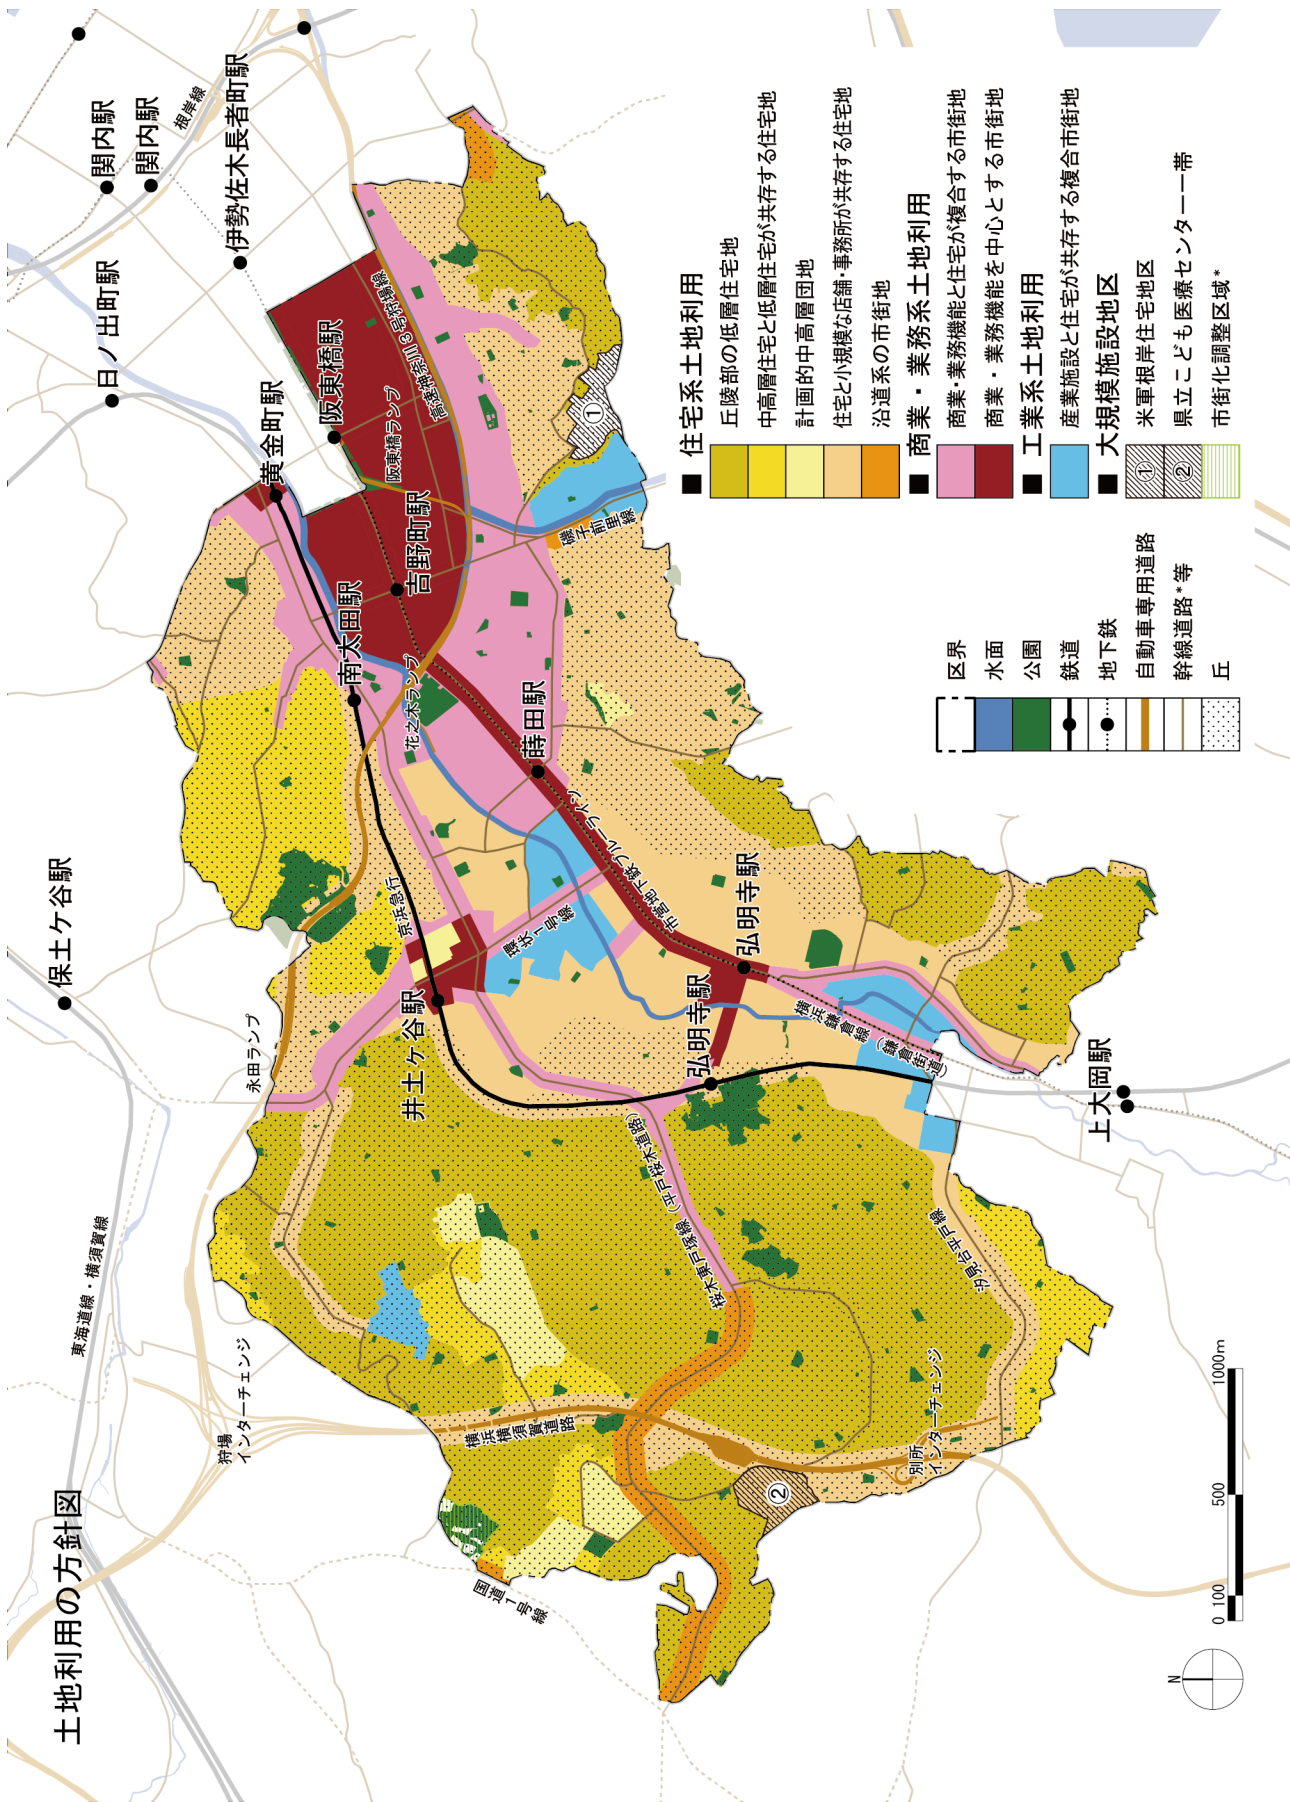 土地利用の方針図
保土ケ谷駅
日ノ出町駅
関内駅
関内駅
根岸線
伊勢佐木長者町駅
東海道線・横須賀線
狩場
インターチェンジ
永田ランプ
黄金町駅
阪東橋駅
南太田駅
高速神奈川3号狩場線
阪東橋ランプ
吉野町駅
花之木ランプ
京浜急行
井土ケ谷駅
蒔田駅
環状1号線
磯子前里線
①
市営地下鉄ブルーライン
弘明寺駅
弘明寺駅
横浜鎌倉線
(鎌倉街道)
桜木東戸塚線(平戸桜木道路)
横浜横須賀道路
国道1号線
②
汐見台平戸線
別所
インターチェンジ
上大岡駅
■ 住宅系土地利用
丘陵部の低層住宅地
中高層住宅と低層住宅が共存する住宅地
計画的中高層団地
住宅と小規模な店舗・事務所が共存する住宅地
沿道系の市街地
■ 商業・業務系土地利用
商業・業務機能と住宅が複合する市街地
商業・業務機能を中心とする市街地
■ 工業系土地利用
産業施設と住宅が共存する複合市街地
■ 大規模施設地区
① 米軍根岸住宅地区
② 県立こども医療センター一帯
市街化調整区域*
区界
水面
公園
鉄道
地下鉄
自動車専用道路
幹線道路*等
丘
N
0 100 500 1000m